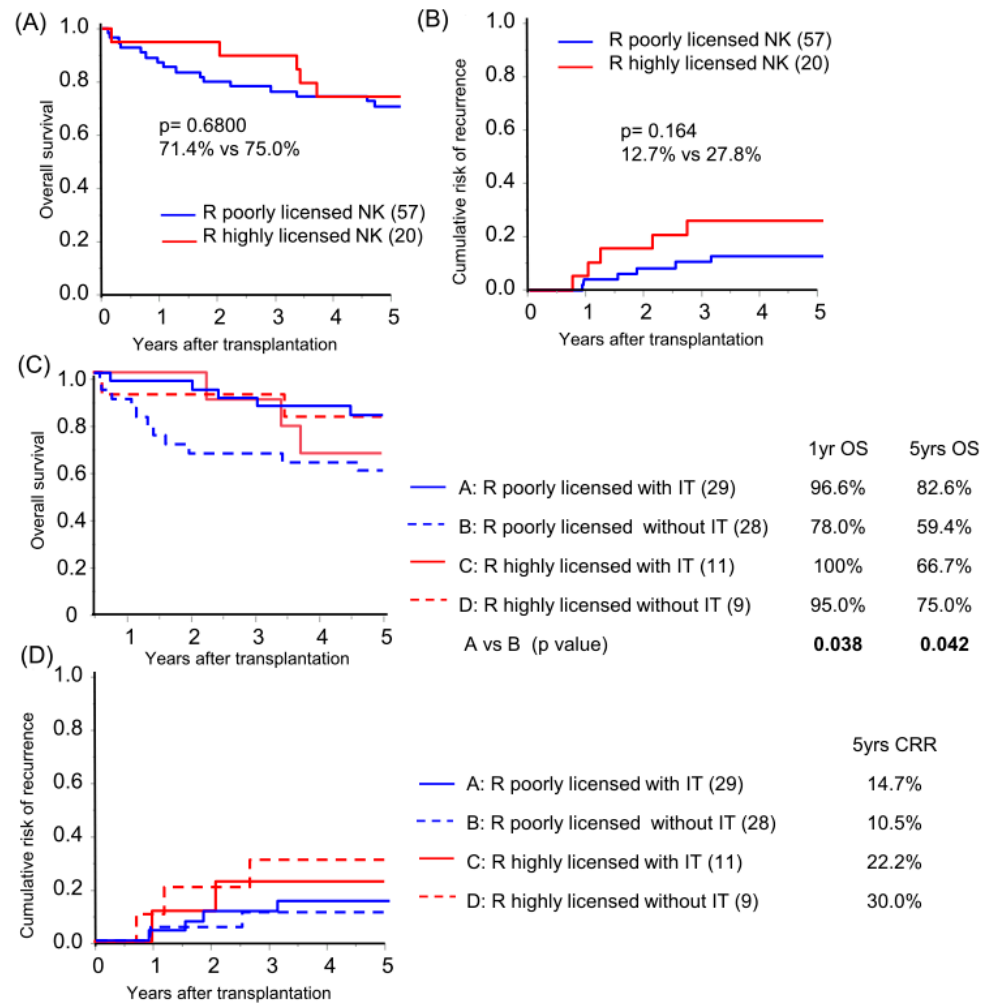 (A)
Overall survival
1.0
0.8
0.6
0.4
0.2
0.0
p= 0.6800
71.4% vs 75.0%
R poorly licensed NK (57)
R highly licensed NK (20)
0 1 2 3 4 5
Years after transplantation
(B)
Cumulative risk of recurrence
1.0
0.8
0.6
0.4
0.2
0.0
R poorly licensed NK (57)
R highly licensed NK (20)
p= 0.164
12.7% vs 27.8%
0 1 2 3 4 5
Years after transplantation
(C)
Overall survival
1.0
0.8
0.6
0.4
0.2
0
1 2 3 4 5
Years after transplantation
1yr OS 5yrs OS
A: R poorly licensed with IT (29) 96.6% 82.6%
B: R poorly licensed without IT (28) 78.0% 59.4%
C: R highly licensed with IT (11) 100% 66.7%
D: R highly licensed without IT (9) 95.0% 75.0%
A vs B (p value) 0.038 0.042
(D)
Cumulative risk of recurrence
1.0
0.8
0.6
0.4
0.2
0.0
0 1 2 3 4 5
Years after transplantation
5yrs CRR
A: R poorly licensed with IT (29) 14.7%
B: R poorly licensed without IT (28) 10.5%
C: R highly licensed with IT (11) 22.2%
D: R highly licensed without IT (9) 30.0%